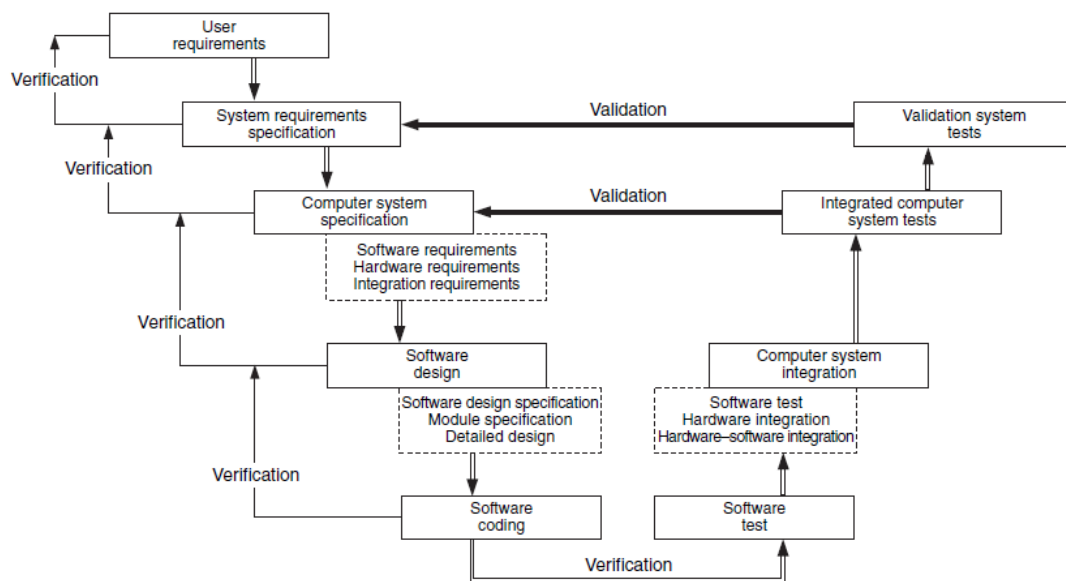 User
requirements
Verification
System requirements
specification
Validation
Validation system
tests
Verification
Computer system
specification
Validation
Integrated computer
system tests
Software requirements
Hardware requirements
Integration requirements
Verification
Software
design
Computer system
integration
Software design specification
Module specification
Detailed design
Software test
Hardware integration
Hardware–software integration
Verification
Software
coding
Software
test
Verification